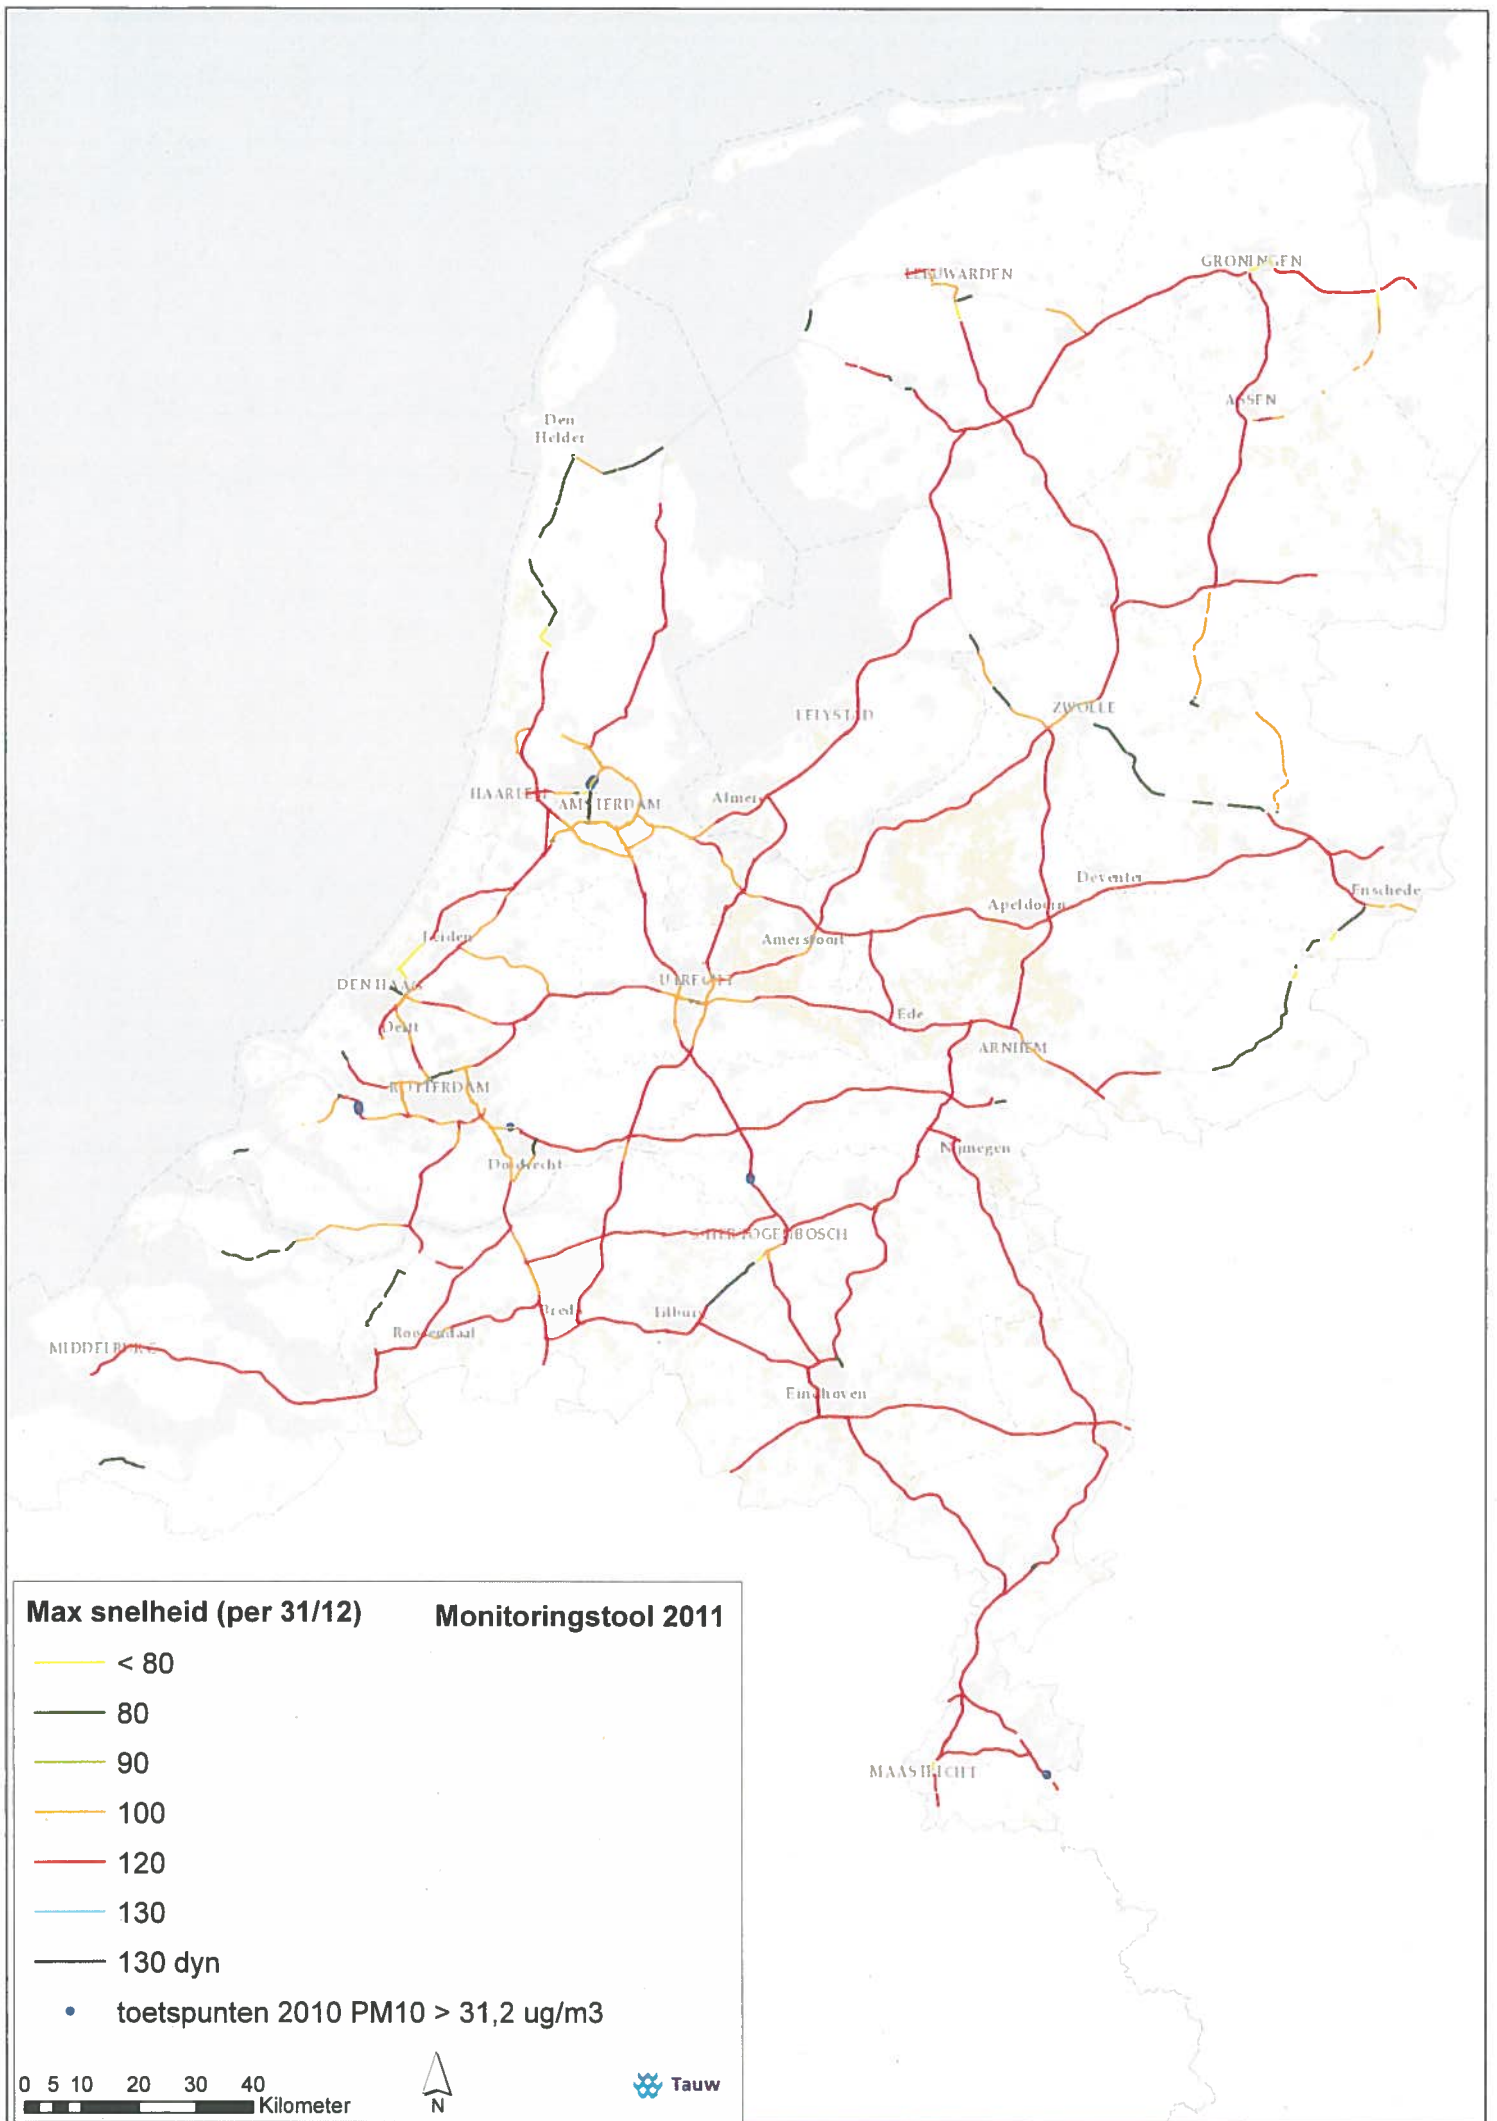 LEEUWARDEN
GRONINGEN
ASSEN
Den
Helder
LELYSTAD
ZWOLLE
HAARLEM
AMSTERDAM
Almere
Deventer
Enschede
Apeldoorn
Leiden
Amersfoort
DEN HAAG
UTRECHT
Ede
Delft
ARNHEM
ROTTERDAM
Nijmegen
Dordrecht
'S-HERTOGENBOSCH
Breda
Tilburg
Roosendaal
MIDDELBURG
Eindhoven
MAASTRICHT
Max snelheid (per 31/12)
Monitoringstool 2011
< 80
80
90
100
120
130
130 dyn
toetspunten 2010 PM10 > 31,2 ug/m3
0 5 10 20 30 40
Kilometer
N
Tauw